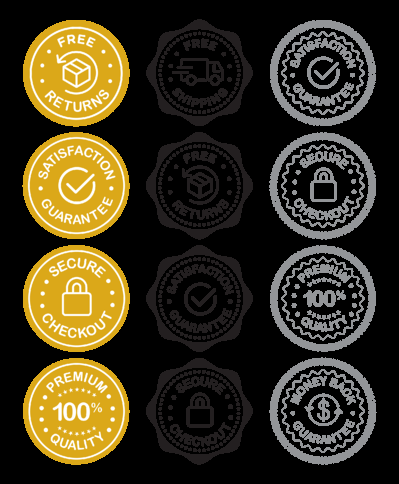 FREE
RETURNS
FREE
SHIPPING
SATISFACTION
GUARANTEE
SATISFACTION
GUARANTEE
FREE
RETURNS
SECURE
CHECKOUT
SECURE
CHECKOUT
SATISFACTION
GUARANTEE
PREMIUM
100%
QUALITY
PREMIUM
100%
QUALITY
SECURE
CHECKOUT
MONEY BACK
$
GUARANTEE